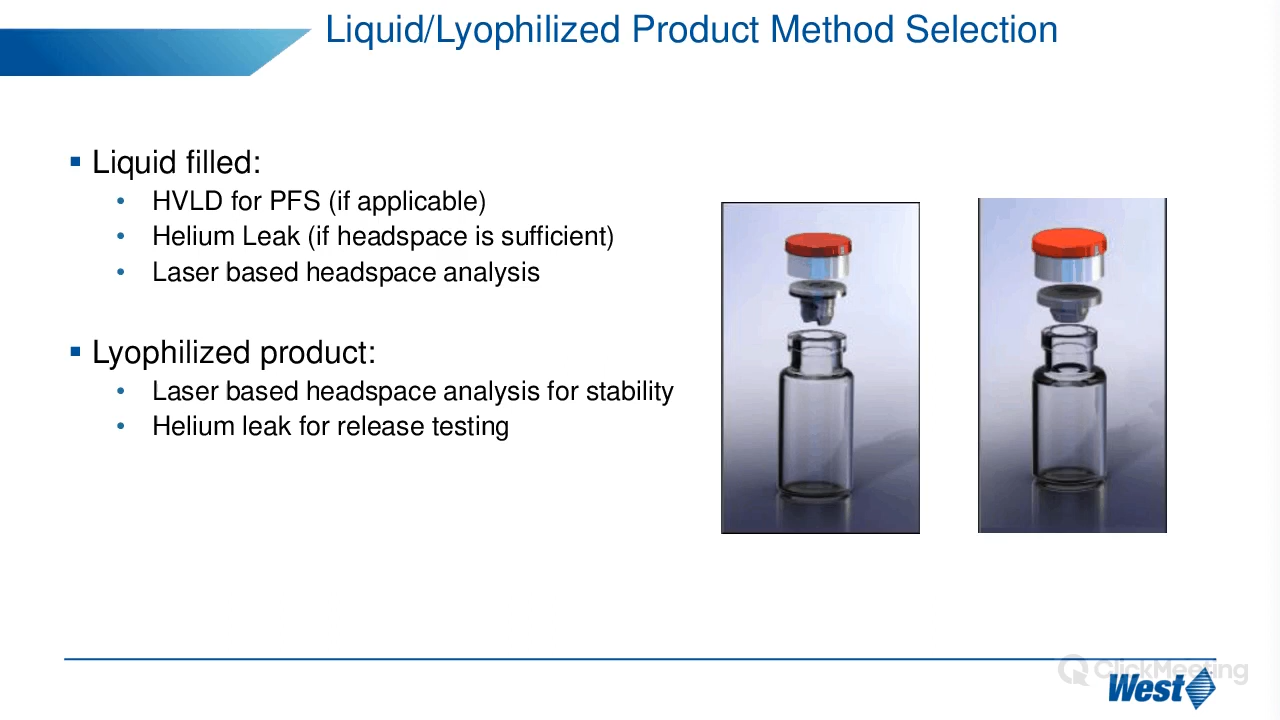 Liquid/Lyophilized Product Method Selection
▪ Liquid filled:
• HVLD for PFS (if applicable)
• Helium Leak (if headspace is sufficient)
• Laser based headspace analysis
▪ Lyophilized product:
• Laser based headspace analysis for stability
• Helium leak for release testing
ClickMeeting
West